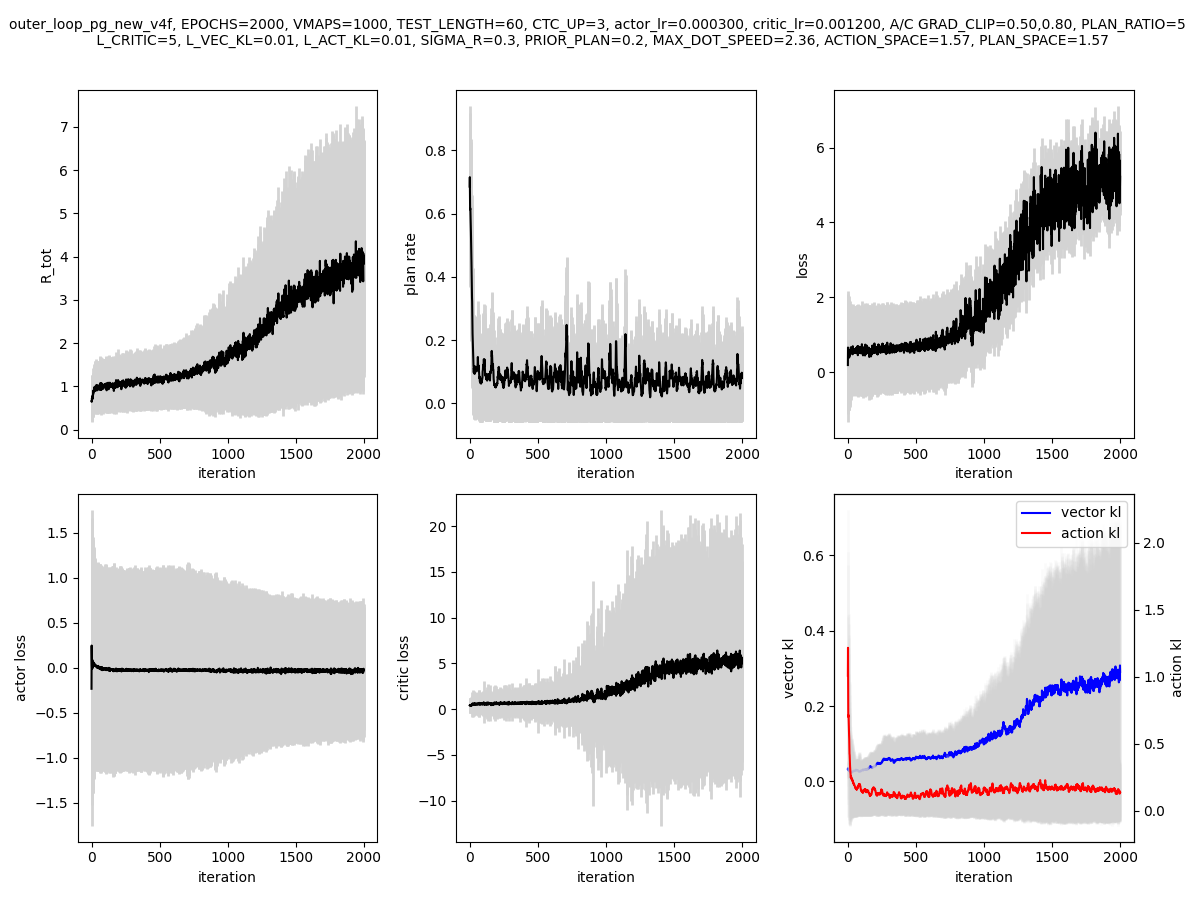 outer_loop_pg_new_v4f, EPOCHS=2000, VMAPS=1000, TEST_LENGTH=60, CTC_UP=3, actor_lr=0.000300, critic_lr=0.001200, A/C GRAD_CLIP=0.50,0.80, PLAN_RATIO=5
L_CRITIC=5, L_VEC_KL=0.01, L_ACT_KL=0.01, SIGMA_R=0.3, PRIOR_PLAN=0.2, MAX_DOT_SPEED=2.36, ACTION_SPACE=1.57, PLAN_SPACE=1.57
R_tot
7
6
5
4
3
2
1
0
0 500 1000 1500 2000
iteration
plan rate
0.8
0.6
0.4
0.2
0.0
0 500 1000 1500 2000
iteration
loss
6
4
2
0
0 500 1000 1500 2000
iteration
actor loss
1.5
1.0
0.5
0.0
−0.5
−1.0
−1.5
0 500 1000 1500 2000
iteration
critic loss
20
15
10
5
0
−5
−10
0 500 1000 1500 2000
iteration
vector kl
0.6
0.4
0.2
0.0
vector kl
action kl
2.0
1.5
1.0
0.5
0.0
action kl
0 500 1000 1500 2000
iteration